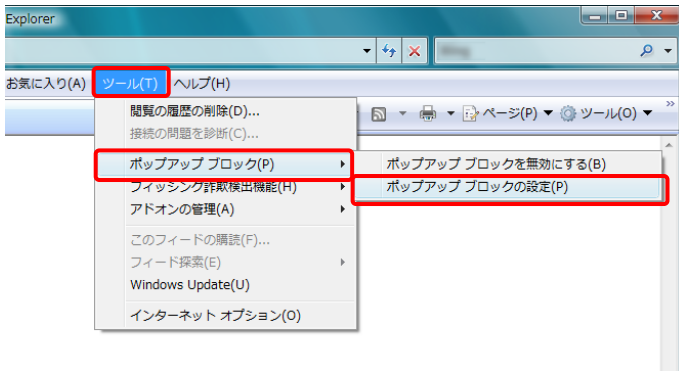 Explorer
お気に入り(A) ツール(T) ヘルプ(H)
ページ(P) ツール(O)
閲覧の履歴の削除(D)...
接続の問題を診断(C)...
ポップアップ ブロック(P)
ポップアップ ブロックを無効にする(B)
フィッシング詐欺検出機能(H)
ポップアップ ブロックの設定(P)
アドオンの管理(A)
このフィードの購読(F)...
フィード探索(E)
Windows Update(U)
インターネット オプション(O)